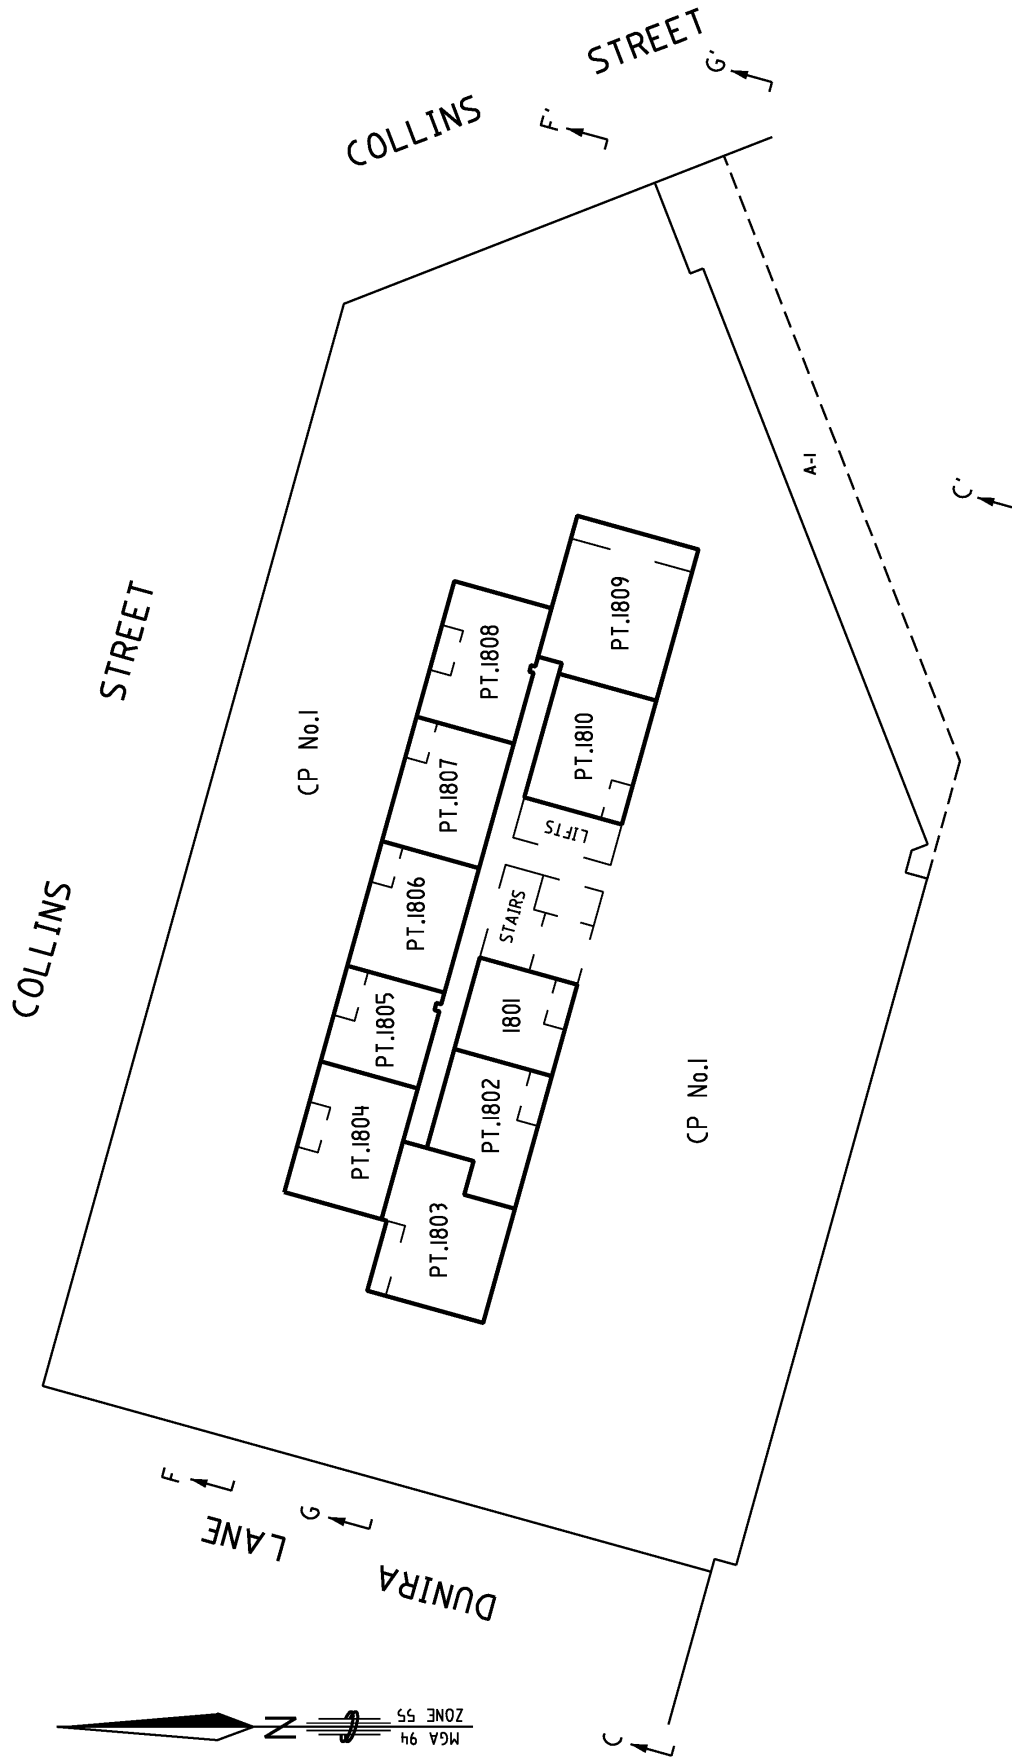 COLLINS
STREET
COLLINS
STREET
F'
G'
C'
A-1
CP No.1
PT.1808
PT.1807
PT.1806
PT.1805
PT.1804
PT.1809
PT.1810
LIFTS
STAIRS
1801
PT.1802
PT.1803
CP No.1
F
G
C
DUNIRA
LANE
N
MGA 94
ZONE 55